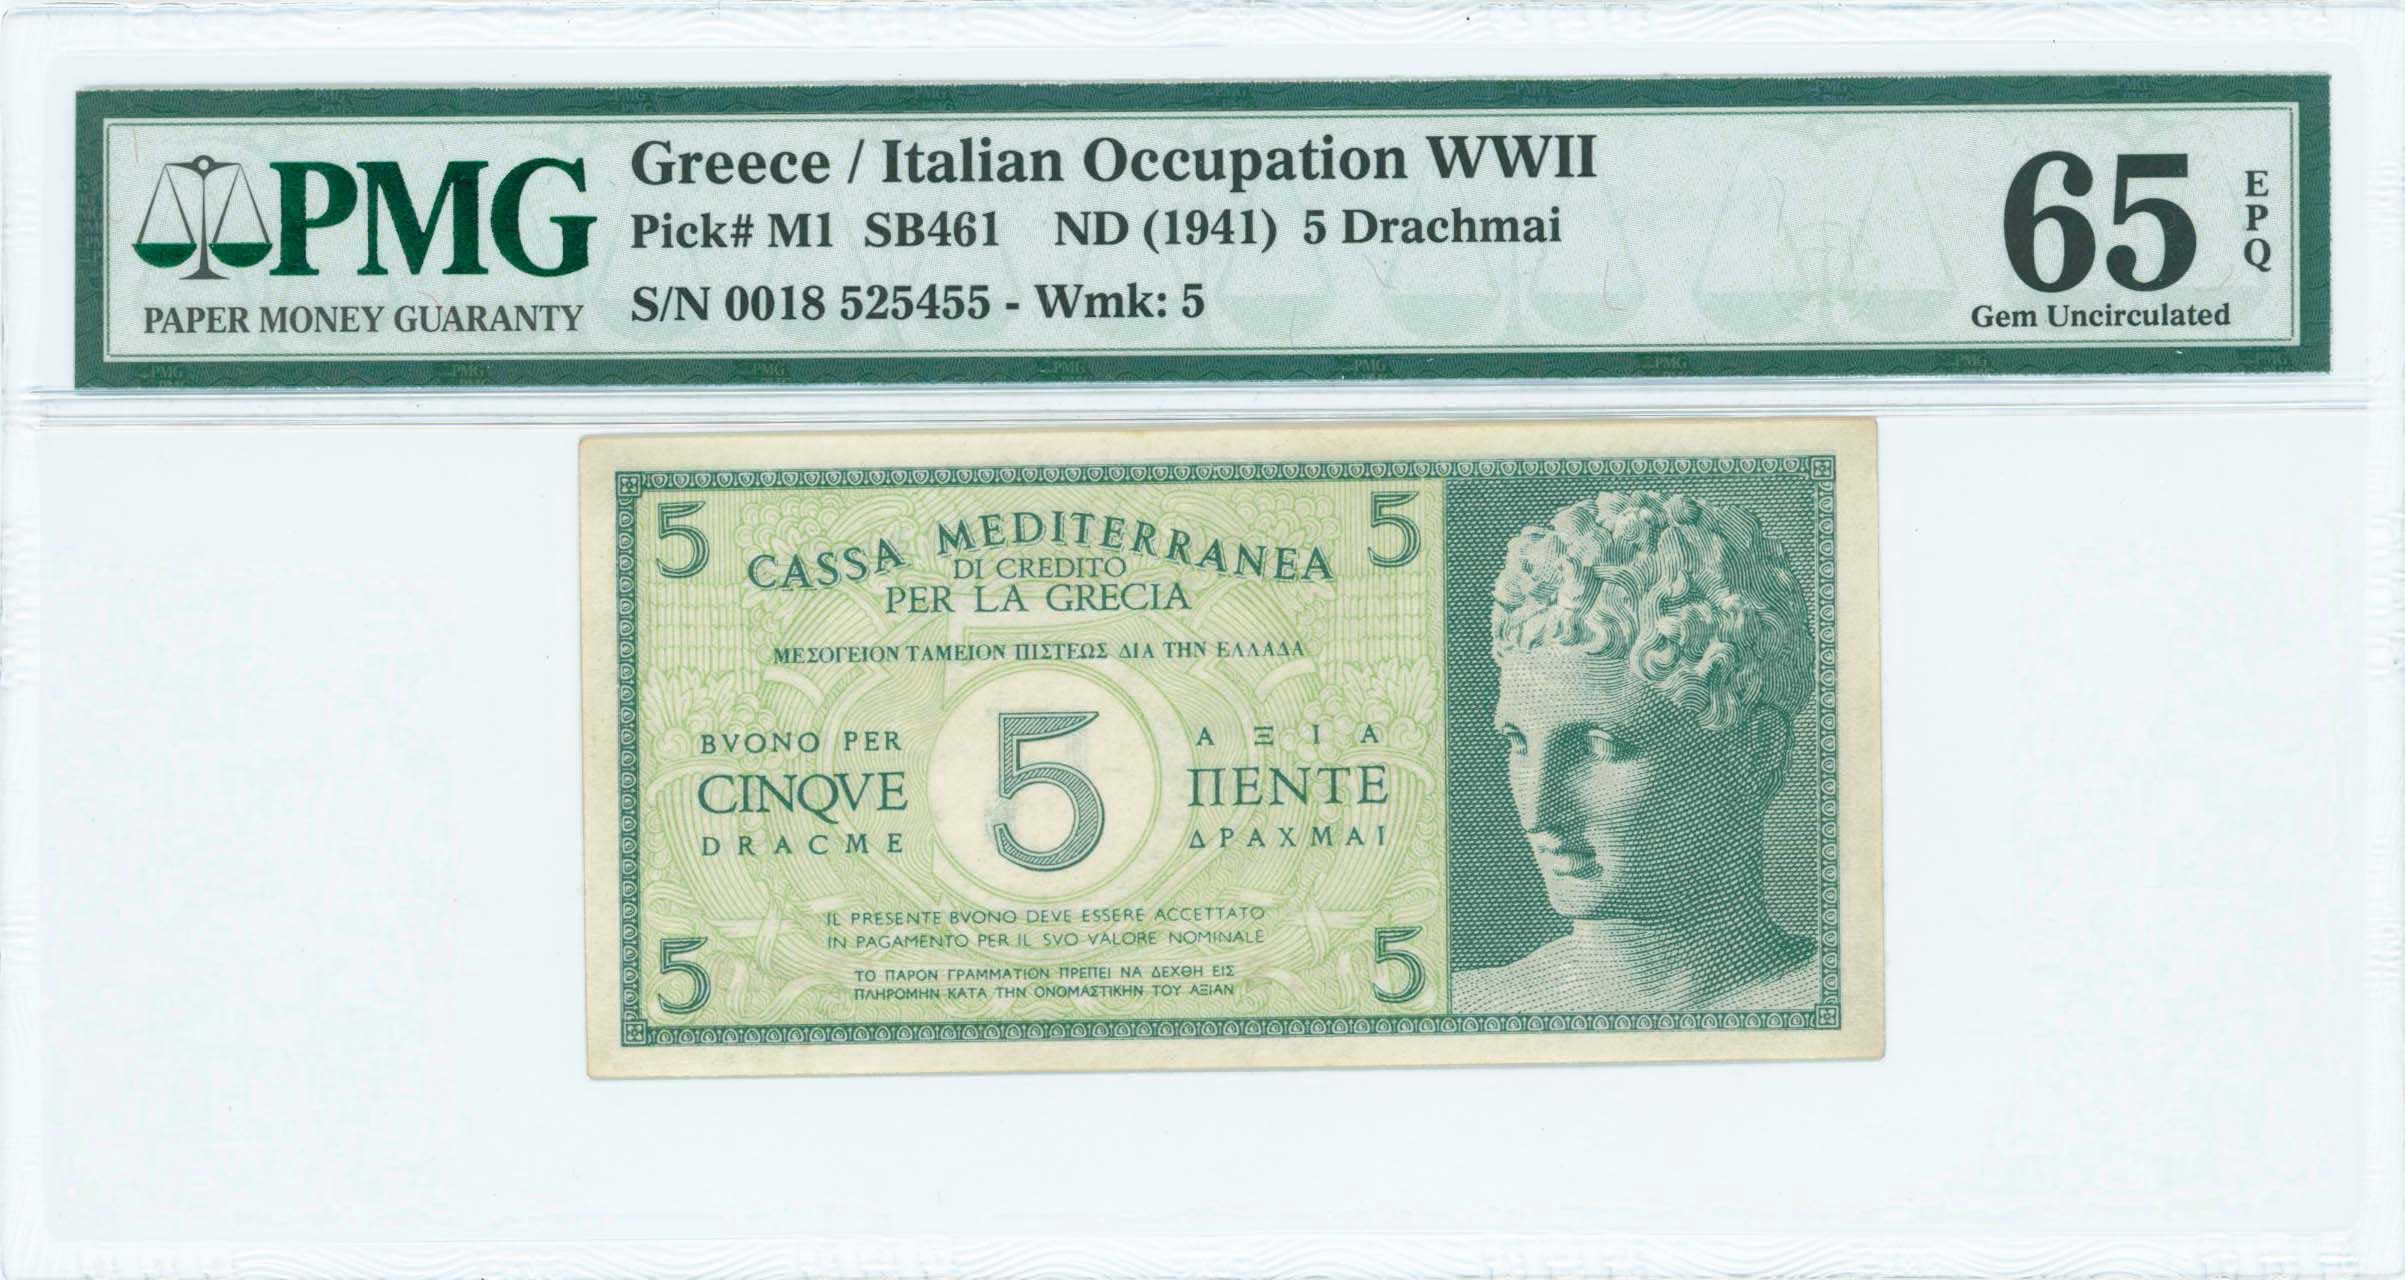 PMG
PAPER MONEY GUARANTY
Greece / Italian Occupation WWII
Pick# M1 SB461 ND (1941) 5 Drachmai
S/N 0018 525455 - Wmk: 5
65
EPQ
Gem Uncirculated
5
5
CASSA MEDITERRANEA
DI CREDITO
PER LA GRECIA
ΜΕΣΟΓΕΙΟΝ ΤΑΜΕΙΟΝ ΠΙΣΤΕΩΣ ΔΙΑ ΤΗΝ ΕΛΛΑΔΑ
BVONO PER
CINQVE
DRACME
5
ΑΞΙΑ
ΠΕΝΤΕ
ΔΡΑΧΜΑΙ
IL PRESENTE BVONO DEVE ESSERE ACCETTATO
IN PAGAMENTO PER IL SVO VALORE NOMINALE
ΤΟ ΠΑΡΟΝ ΓΡΑΜΜΑΤΙΟΝ ΠΡΕΠΕΙ ΝΑ ΔΕΧΘΗ ΕΙΣ
ΠΛΗΡΟΜΗΝ ΚΑΤΑ ΤΗΝ ΟΝΟΜΑΣΤΙΚΗΝ ΤΟΥ ΑΞΙΑΝ
5
5